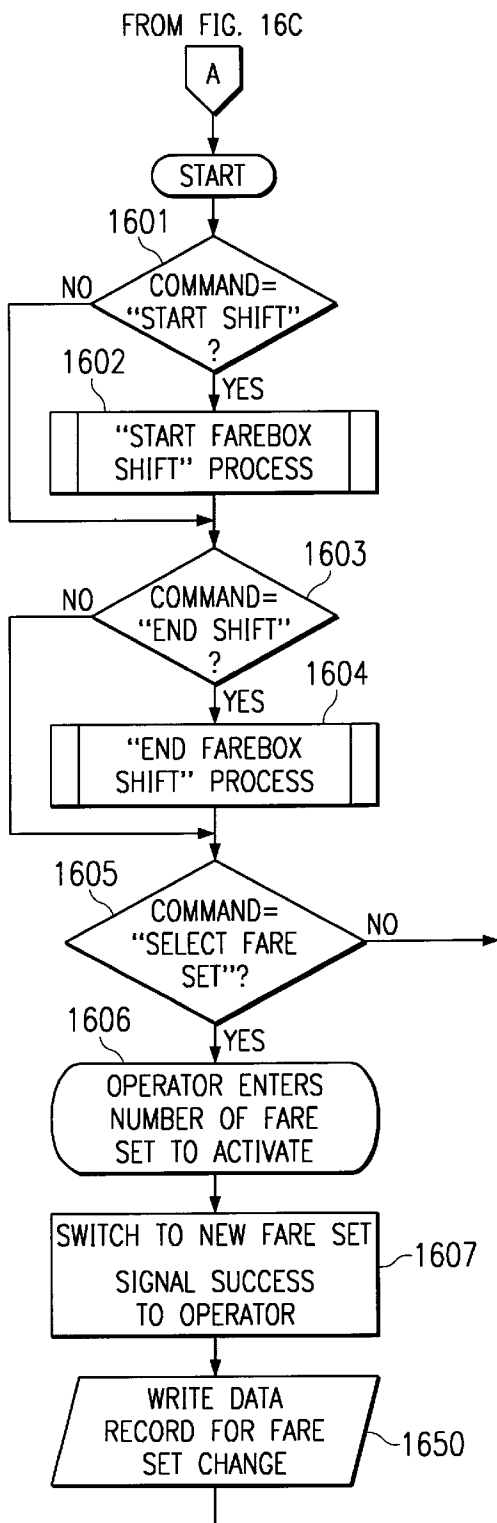 FROM FIG. 16C
A
START
1601
COMMAND=
"START SHIFT"
?
NO
YES
1602
"START FAREBOX
SHIFT" PROCESS
1603
COMMAND=
"END SHIFT"
?
NO
YES
1604
"END FAREBOX
SHIFT" PROCESS
1605
COMMAND=
"SELECT FARE
SET"?
NO
YES
1606
OPERATOR ENTERS
NUMBER OF FARE
SET TO ACTIVATE
SWITCH TO NEW FARE SET
SIGNAL SUCCESS
TO OPERATOR
1607
WRITE DATA
RECORD FOR FARE
SET CHANGE
1650